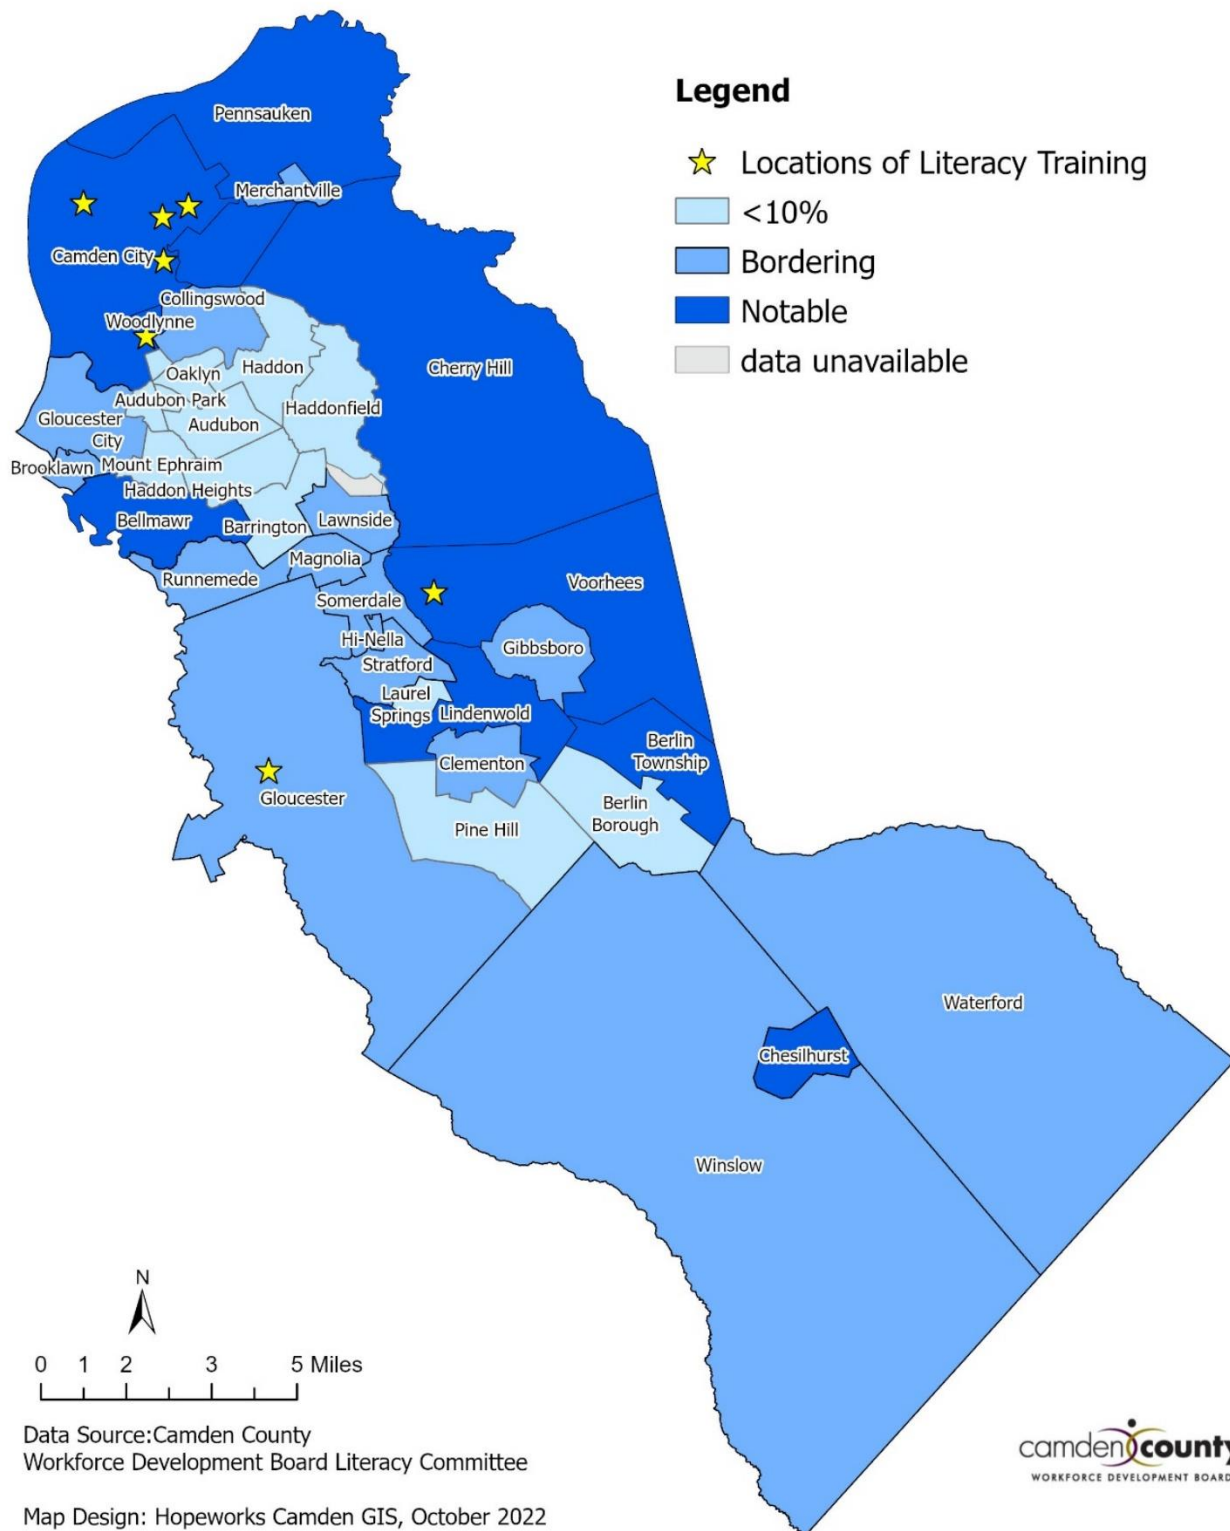 Legend
Locations of Literacy Training
<10%
Bordering
Notable
data unavailable
Pennsauken
Merchantville
Camden City
Collingswood
Woodlynne
Cherry Hill
Haddon
Oaklyn
Audubon Park
Haddonfield
Audubon
Gloucester
City
Brooklawn
Mount Ephraim
Haddon Heights
Bellmawr
Barrington
Lawnside
Magnolia
Runnemede
Voorhees
Somerdale
Hi-Nella
Gibbsboro
Stratford
Laurel
Springs
Lindenwold
Berlin
Township
Clementon
Gloucester
Berlin
Borough
Pine Hill
Waterford
Chesilhurst
Winslow
N
0 1 2 3 5 Miles
Data Source:Camden County
Workforce Development Board Literacy Committee
Map Design: Hopeworks Camden GIS, October 2022
camden county
WORKFORCE DEVELOPMENT BOARD